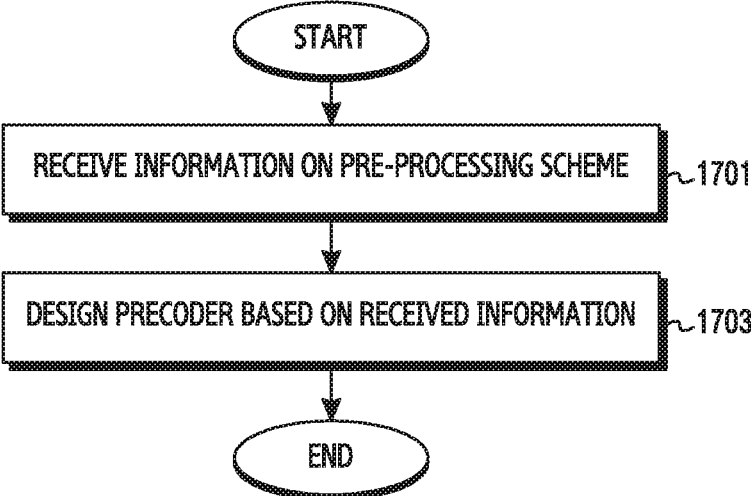 START
RECEIVE INFORMATION ON PRE-PROCESSING SCHEME
1701
DESIGN PRECODER BASED ON RECEIVED INFORMATION
1703
END